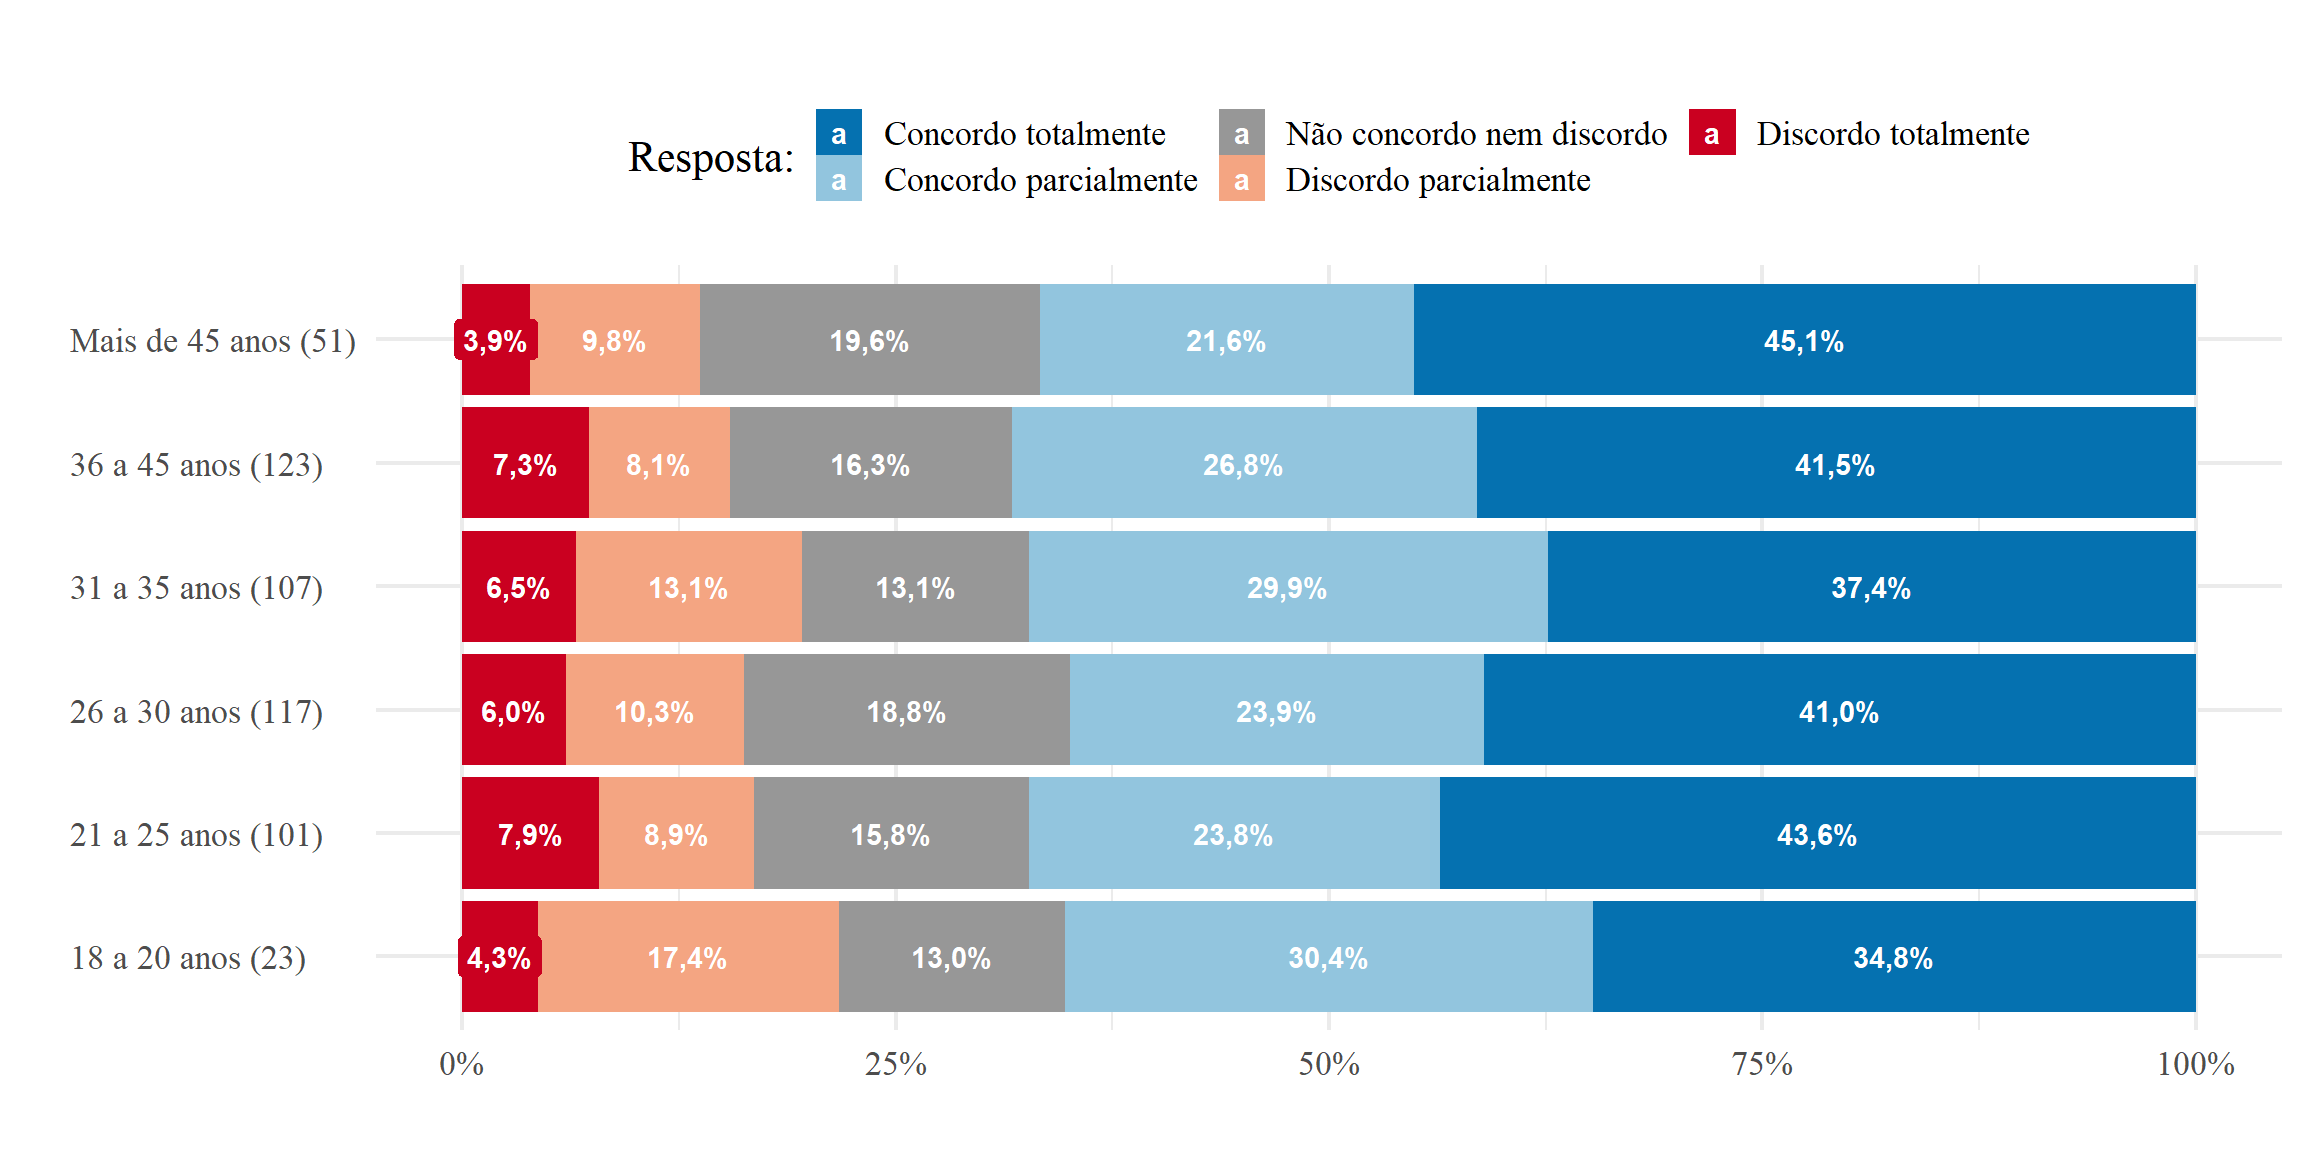 Resposta:
a Concordo totalmente a Não concordo nem discordo a Discordo totalmente
a Concordo parcialmente a Discordo parcialmente
Mais de 45 anos (51) 3,9% 9,8% 19,6% 21,6% 45,1%
36 a 45 anos (123) 7,3% 8,1% 16,3% 26,8% 41,5%
31 a 35 anos (107) 6,5% 13,1% 13,1% 29,9% 37,4%
26 a 30 anos (117) 6,0% 10,3% 18,8% 23,9% 41,0%
21 a 25 anos (101) 7,9% 8,9% 15,8% 23,8% 43,6%
18 a 20 anos (23) 4,3% 17,4% 13,0% 30,4% 34,8%
0% 25% 50% 75% 100%